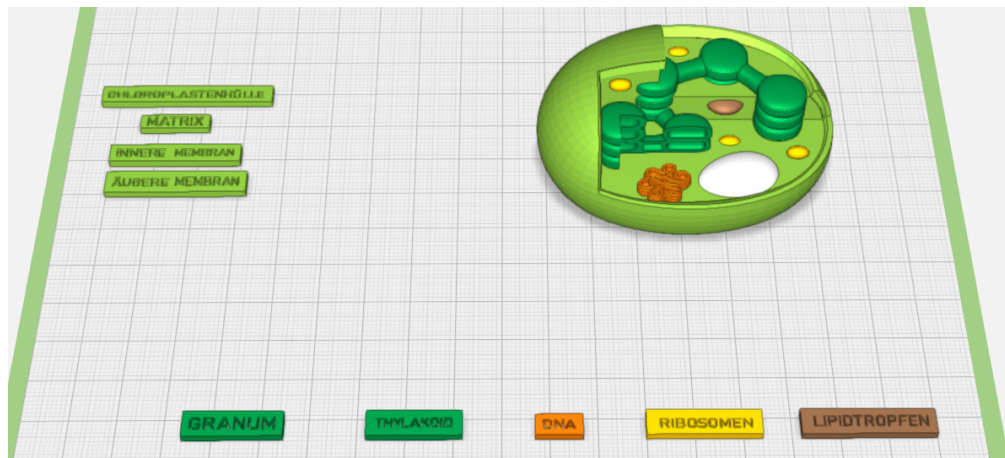 CHLOROPLASTENHÜLLE
MATRIX
INNERE MEMBRAN
ÄUßERE MEMBRAN
GRANUM
THYLAKOID
DNA
RIBOSOMEN
LIPIDTROPFEN